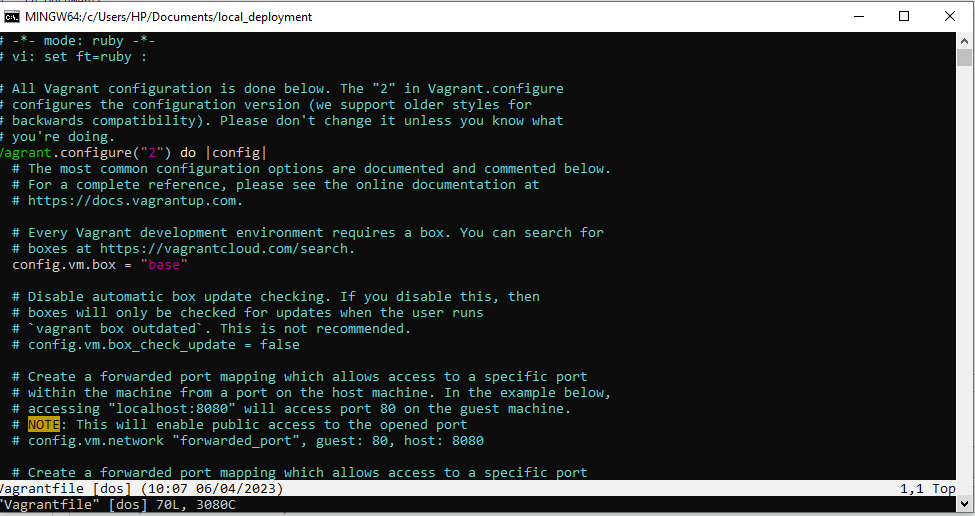 MINGW64:/c/Users/HP/Documents/local_deployment
# -*- mode: ruby -*-
# vi: set ft=ruby :
# All Vagrant configuration is done below. The "2" in Vagrant.configure
# configures the configuration version (we support older styles for
# backwards compatibility). Please don't change it unless you know what
# you're doing.
Vagrant.configure("2") do |config|
# The most common configuration options are documented and commented below.
# For a complete reference, please see the online documentation at
# https://docs.vagrantup.com.
# Every Vagrant development environment requires a box. You can search for
# boxes at https://vagrantcloud.com/search.
config.vm.box = "base"
# Disable automatic box update checking. If you disable this, then
# boxes will only be checked for updates when the user runs
# `vagrant box outdated`. This is not recommended.
# config.vm.box_check_update = false
# Create a forwarded port mapping which allows access to a specific port
# within the machine from a port on the host machine. In the example below,
# accessing "localhost:8080" will access port 80 on the guest machine.
# NOTE: This will enable public access to the opened port
# config.vm.network "forwarded_port", guest: 80, host: 8080
# Create a forwarded port mapping which allows access to a specific port
Vagrantfile [dos] (10:07 06/04/2023) 1,1 Top
"Vagrantfile" [dos] 70L, 3080C